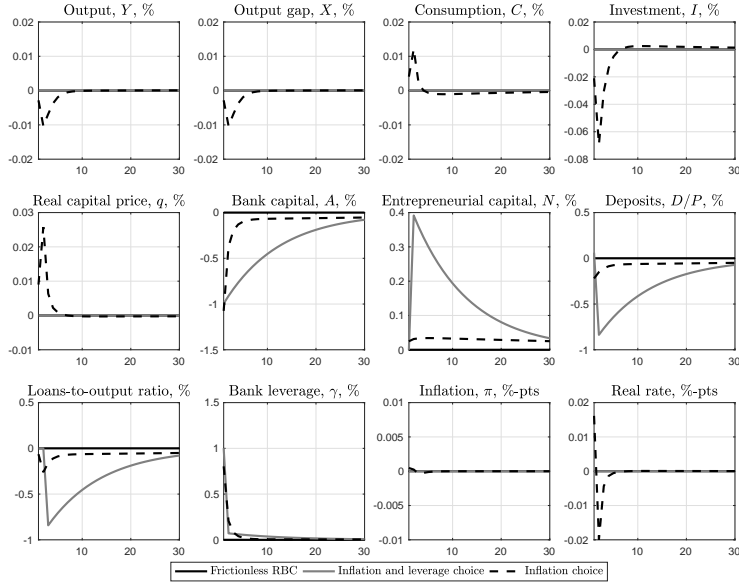 Output, Y, % Output gap, X, % Consumption, C, % Investment, I, %
0.02 0.02 0.02 0.02
0.01 0.01 0.01 0
0 0 0 -0.02
-0.04
-0.01 -0.01 -0.01 -0.06
-0.02 -0.02 -0.02 -0.08
10 20 30 10 20 30 10 20 30 10 20 30
Real capital price, q, % Bank capital, A, % Entrepreneurial capital, N, % Deposits, D/P, %
0.03 0 0.4 0.5
0.02 -0.5 0.3 0
0.01 0.2
0 -1 0.1 -0.5
-1
-0.01 -1.5 0 -1.5
10 20 30 10 20 30 10 20 30 10 20 30
Loans-to-output ratio, % Bank leverage, γ, % Inflation, π, %-pts Real rate, %-pts
0.5 1.5 0.01 0.02
0 1 0.005 0.01
0 0
-0.5 0.5 -0.005 -0.01
-1 0 -0.01 -0.02
10 20 30 10 20 30 10 20 30 10 20 30
Frictionless RBC Inflation and leverage choice Inflation choice